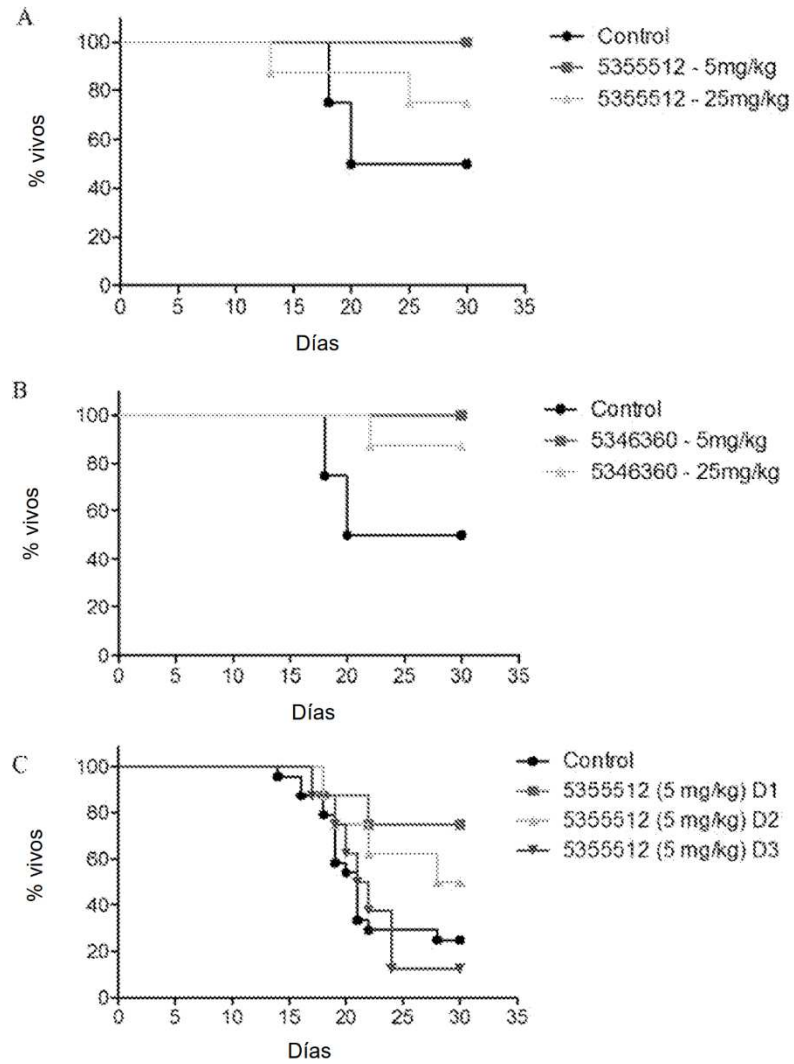 A
100
80
60
40
20
0
% vivos
0 5 10 15 20 25 30 35
Días
Control
5355512 - 5mg/kg
5355512 - 25mg/kg
B
100
80
60
40
20
0
% vivos
0 5 10 15 20 25 30 35
Días
Control
5346360 - 5mg/kg
5346360 - 25mg/kg
C
100
80
60
40
20
0
% vivos
0 5 10 15 20 25 30 35
Días
Control
5355512 (5 mg/kg) D1
5355512 (5 mg/kg) D2
5355512 (5 mg/kg) D3